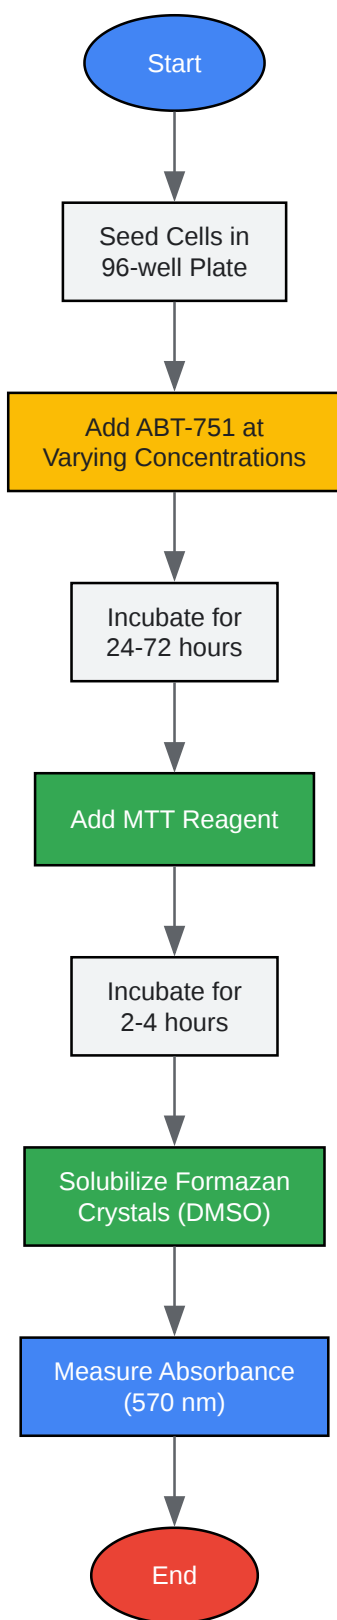 Start
Seed Cells in
96-well Plate
Add ABT-751 at
Varying Concentrations
Incubate for
24-72 hours
Add MTT Reagent
Incubate for
2-4 hours
Solubilize Formazan
Crystals (DMSO)
Measure Absorbance
(570 nm)
End